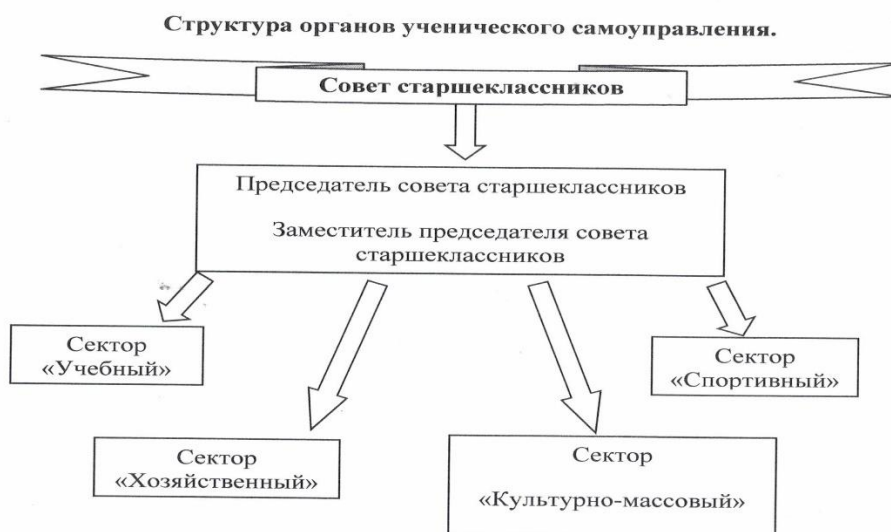 Структура органов ученического самоуправления.
Совет старшеклассников
Председатель совета старшеклассников
Заместитель председателя совета
старшеклассников
Сектор
«Учебный»
Сектор
«Спортивный»
Сектор
«Хозяйственный»
Сектор
«Культурно-массовый»